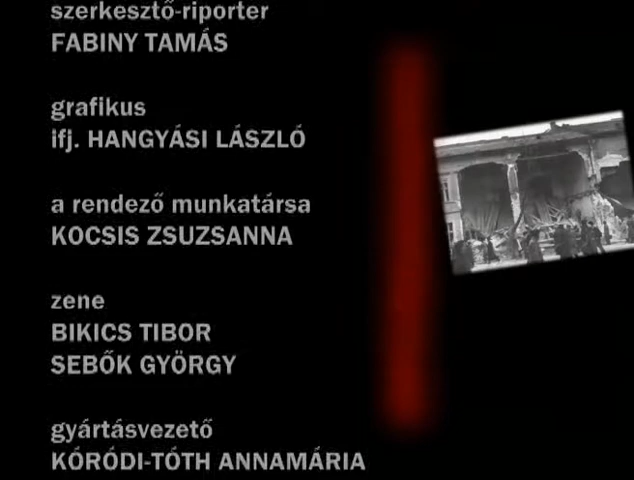 szerkesztő-riporter
FABINY TAMÁS
grafikus
ifj. HANGYÁSI LÁSZLÓ
a rendező munkatársa
KOCSIS ZSUZSANNA
zene
BIKICS TIBOR
SEBŐK GYÖRGY
gyártásvezető
KÓRÓDI-TÓTH ANNAMÁRIA